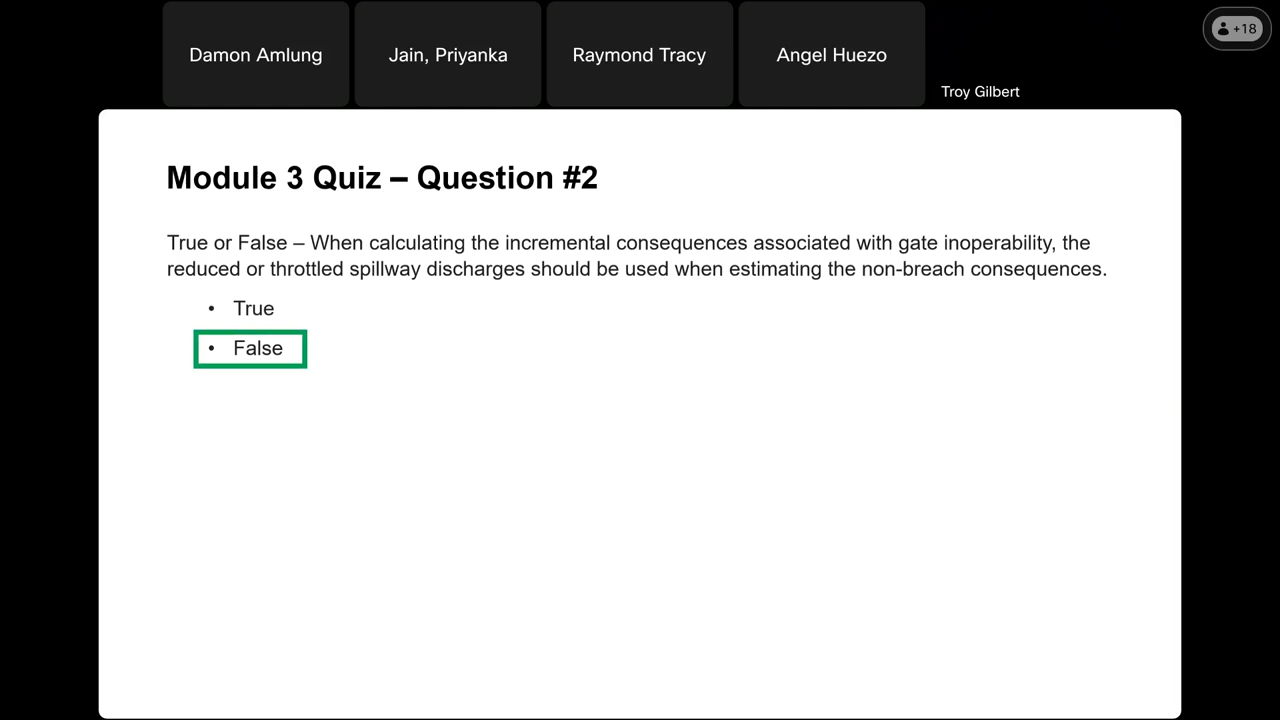 Damon Amlung
Jain, Priyanka
Raymond Tracy
Angel Huezo
Troy Gilbert
+18
Module 3 Quiz – Question #2
True or False – When calculating the incremental consequences associated with gate inoperability, the
reduced or throttled spillway discharges should be used when estimating the non-breach consequences.
• True
• False